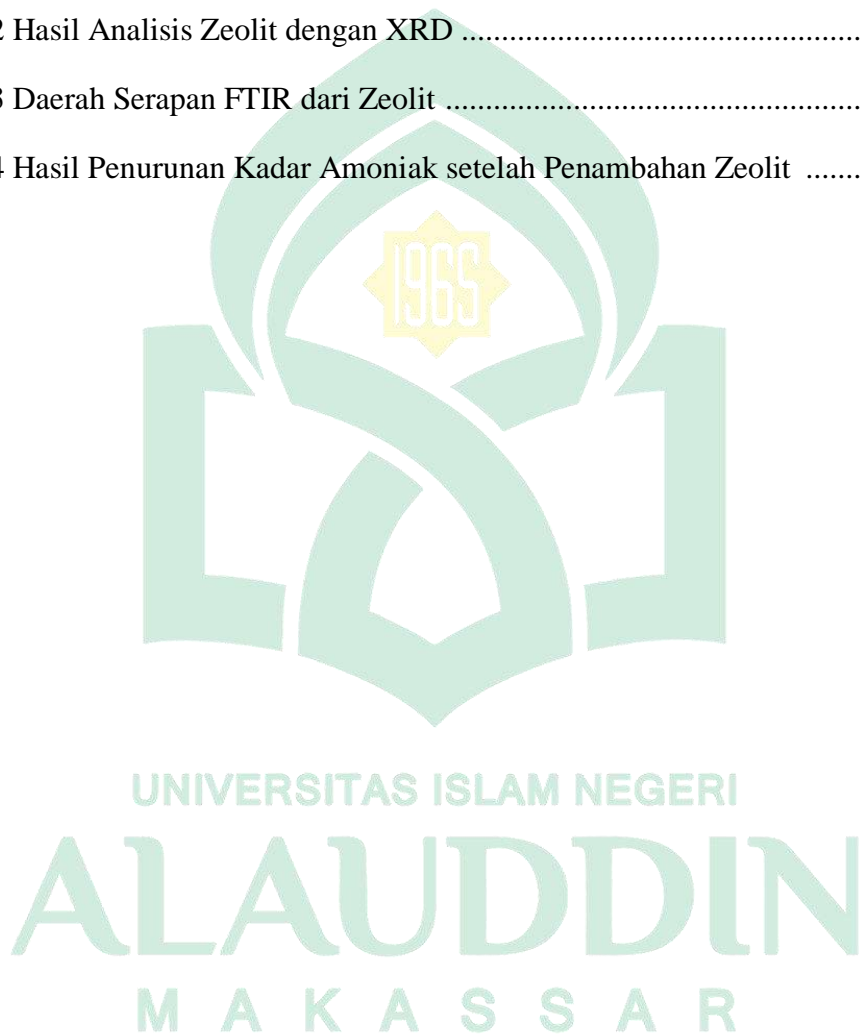 2 Hasil Analisis Zeolit dengan XRD ..............................................
3 Daerah Serapan FTIR dari Zeolit ................................................
4 Hasil Penurunan Kadar Amoniak setelah Penambahan Zeolit .......
1965
UNIVERSITAS ISLAM NEGERI
ALAUDDIN
MAKASSAR